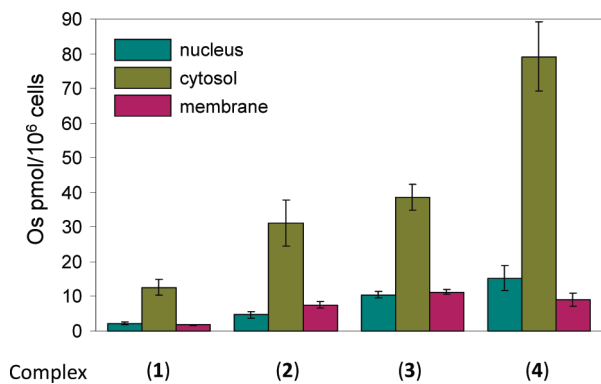 90
80
70
60
50
40
30
20
10
0
Os pmol/10⁶ cells
nucleus
cytosol
membrane
Complex (1) (2) (3) (4)